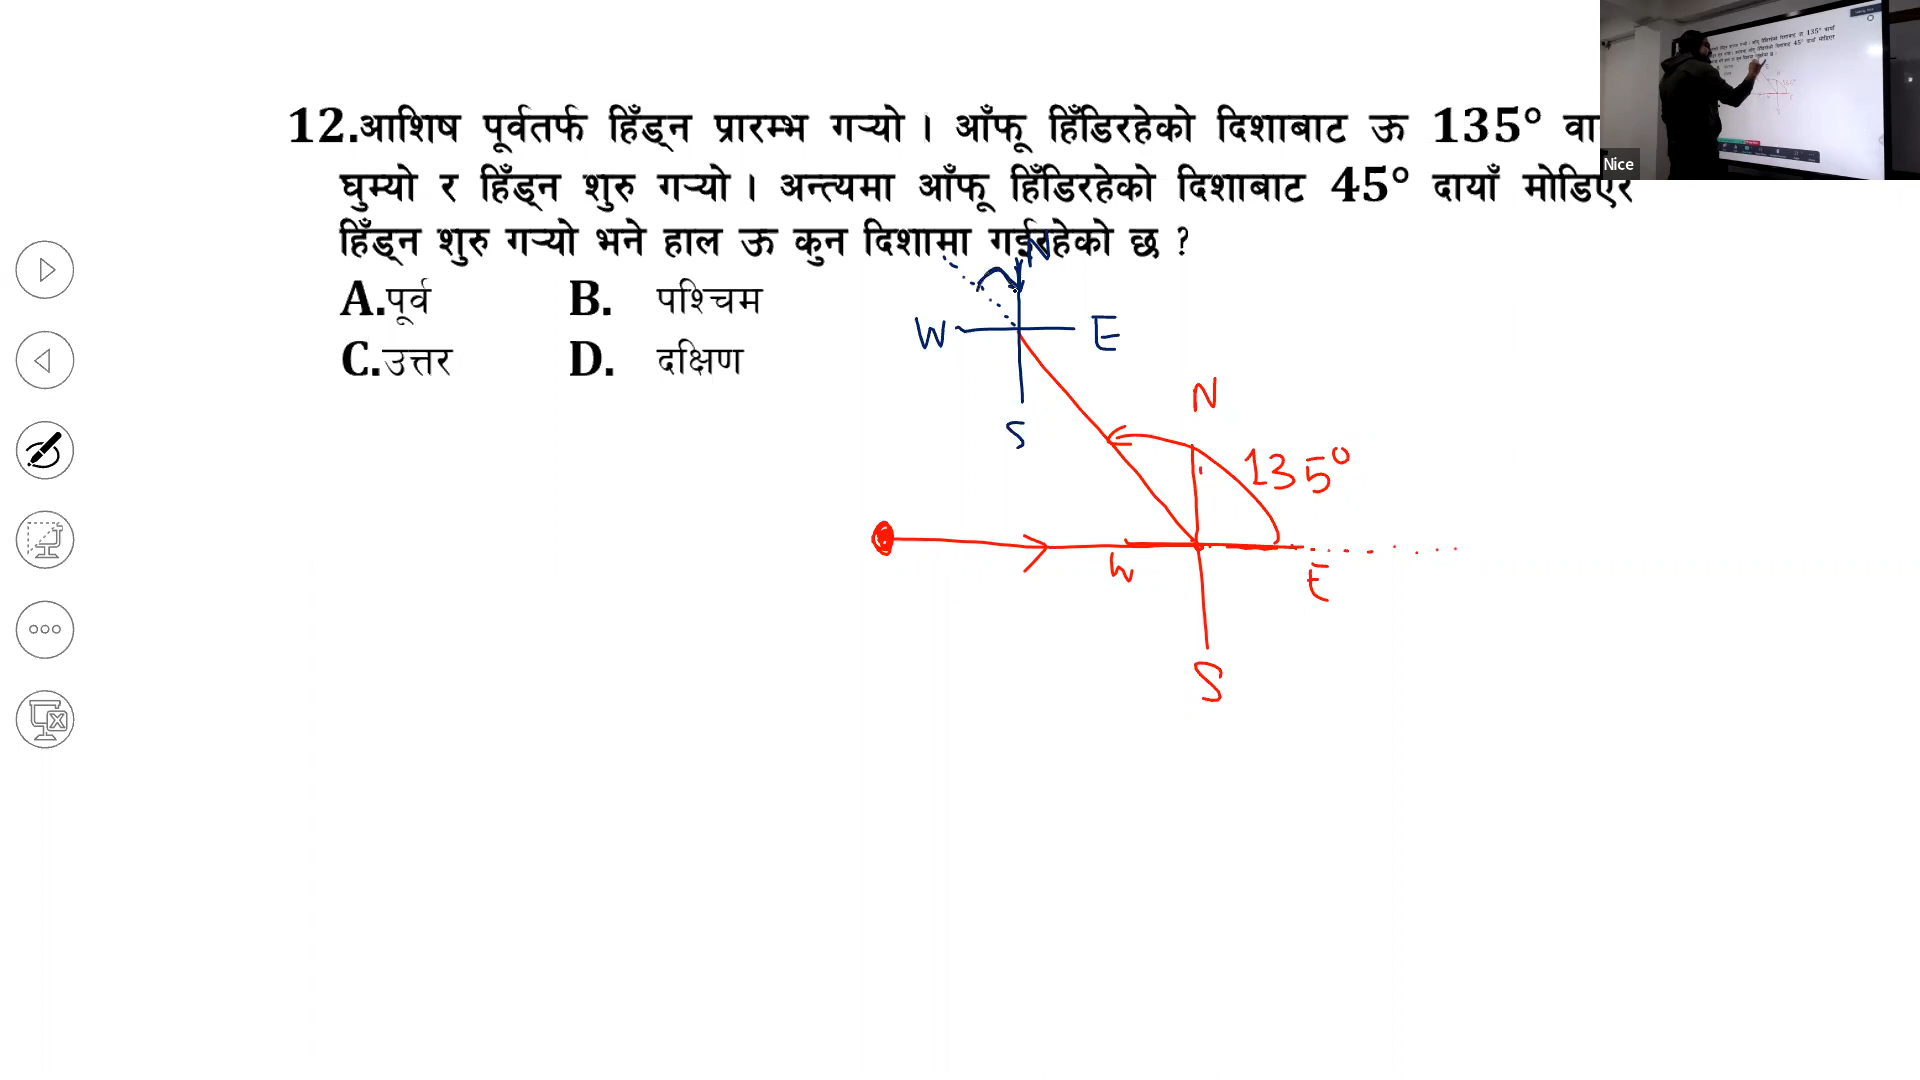 12.आशिष पूर्वतर्फ हिँड्न प्रारम्भ गऱ्यो । आँफू हिँडिरहेको दिशाबाट ऊ 135° वा
घुम्यो र हिँड्न शुरु गऱ्यो । अन्त्यमा आँफू हिँडिरहेको दिशाबाट 45° दायाँ मोडिएर
हिँड्न शुरु गऱ्यो भने हाल ऊ कुन दिशामा गईरहेको छ ?
A.पूर्व B. पश्चिम
C.उत्तर D. दक्षिण
N
W E
S
N
135°
W E
S
Nice